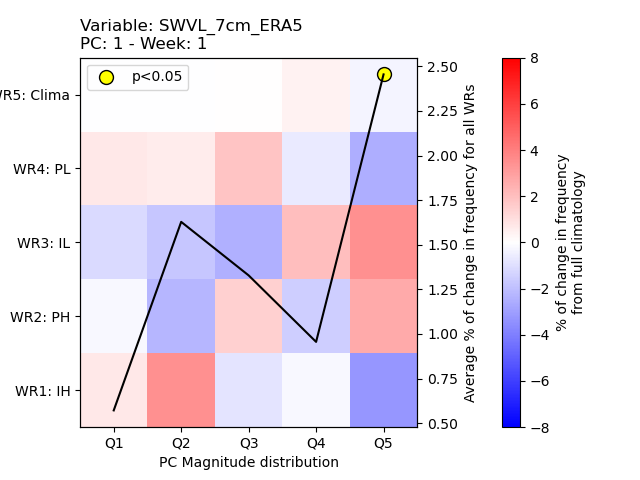 Variable: SWVL_7cm_ERA5
PC: 1 - Week: 1
p<0.05
WR5: Clima
WR4: PL
WR3: IL
WR2: PH
WR1: IH
Q1 Q2 Q3 Q4 Q5
PC Magnitude distribution
2.50
2.25
2.00
1.75
1.50
1.25
1.00
0.75
0.50
Average % of change in frequency for all WRs
8
6
4
2
0
−2
−4
−6
−8
% of change in frequency
from full climatology